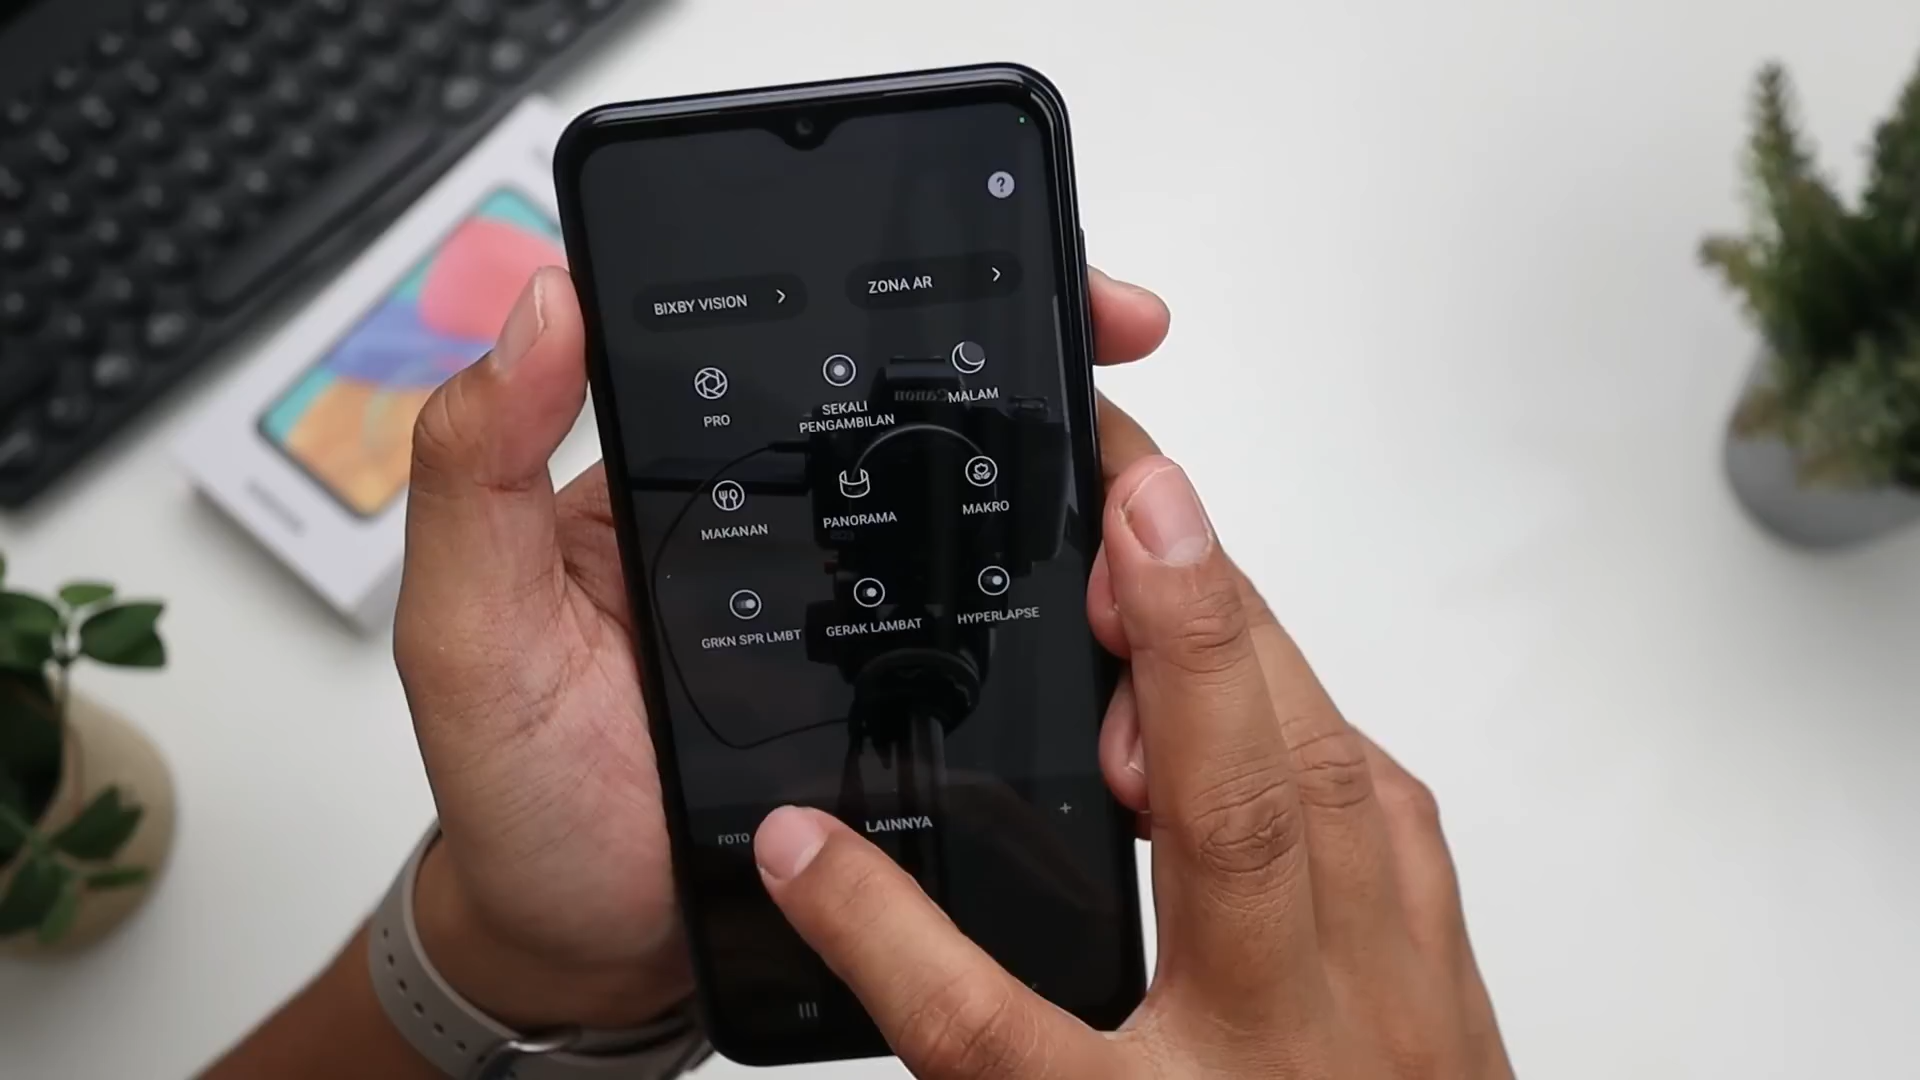 ?
BIXBY VISION >
ZONA AR >
PRO
SEKALI
PENGAMBILAN
MALAM
MAKANAN
PANORAMA
MAKRO
GRKN SPR LMBT
GERAK LAMBAT
HYPERLAPSE
FOTO
LAINNYA
+
Canon